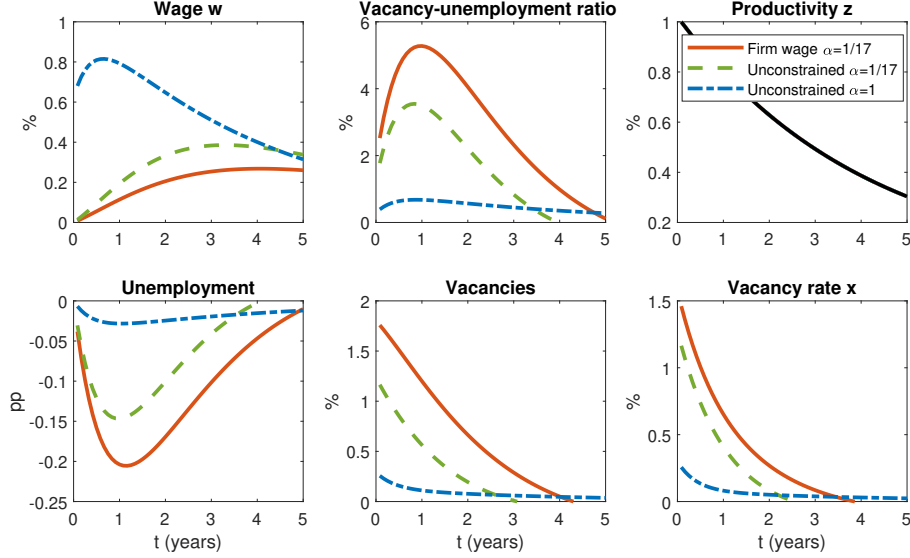 Wage w
Vacancy-unemployment ratio
Productivity z
1
0.8
0.6
0.4
0.2
0
%
0 1 2 3 4 5
6
4
2
0
%
0 1 2 3 4 5
1
0.8
0.6
0.4
0.2
%
0 1 2 3 4 5
Firm wage α=1/17
Unconstrained α=1/17
Unconstrained α=1
Unemployment
Vacancies
Vacancy rate x
0
-0.05
-0.1
-0.15
-0.2
-0.25
pp
0 1 2 3 4 5
t (years)
2
1.5
1
0.5
0
%
0 1 2 3 4 5
t (years)
1.5
1
0.5
0
%
0 1 2 3 4 5
t (years)